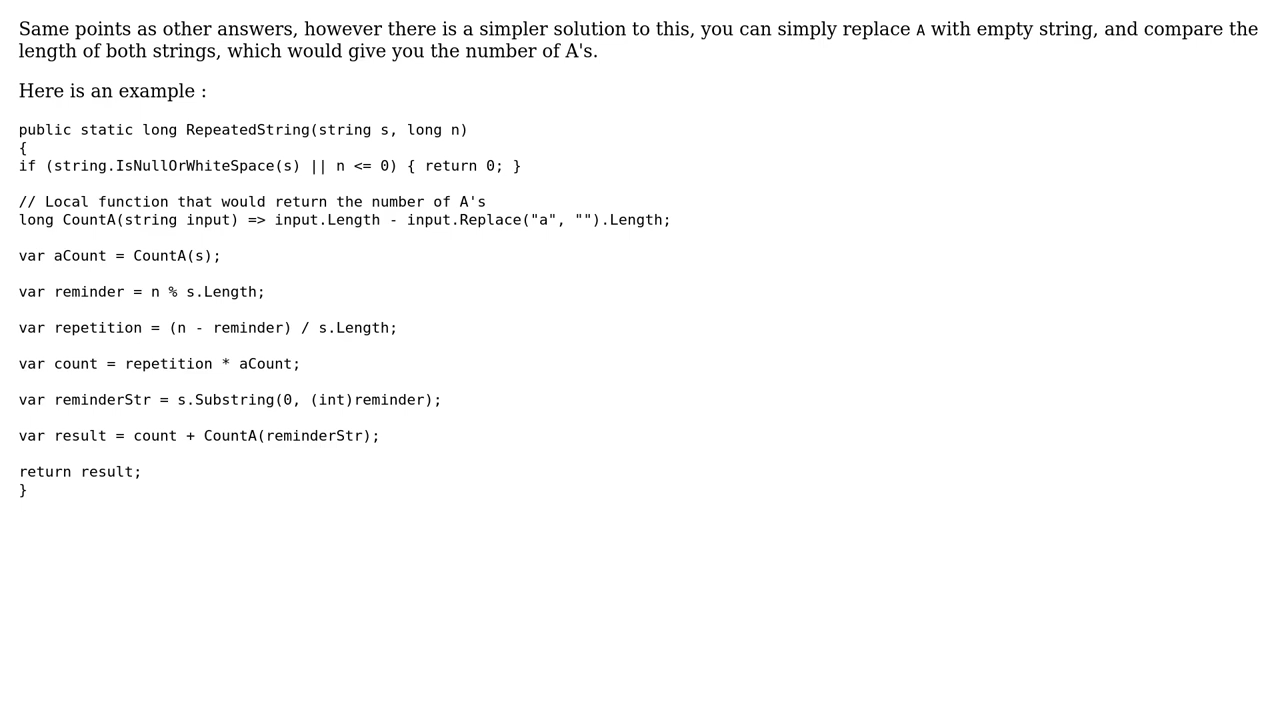 Same points as other answers, however there is a simpler solution to this, you can simply replace A with empty string, and compare the
length of both strings, which would give you the number of A's.
Here is an example :
public static long RepeatedString(string s, long n)
{
if (string.IsNullOrWhiteSpace(s) || n <= 0) { return 0; }
// Local function that would return the number of A's
long CountA(string input) => input.Length - input.Replace("a", "").Length;
var aCount = CountA(s);
var reminder = n % s.Length;
var repetition = (n - reminder) / s.Length;
var count = repetition * aCount;
var reminderStr = s.Substring(0, (int)reminder);
var result = count + CountA(reminderStr);
return result;
}